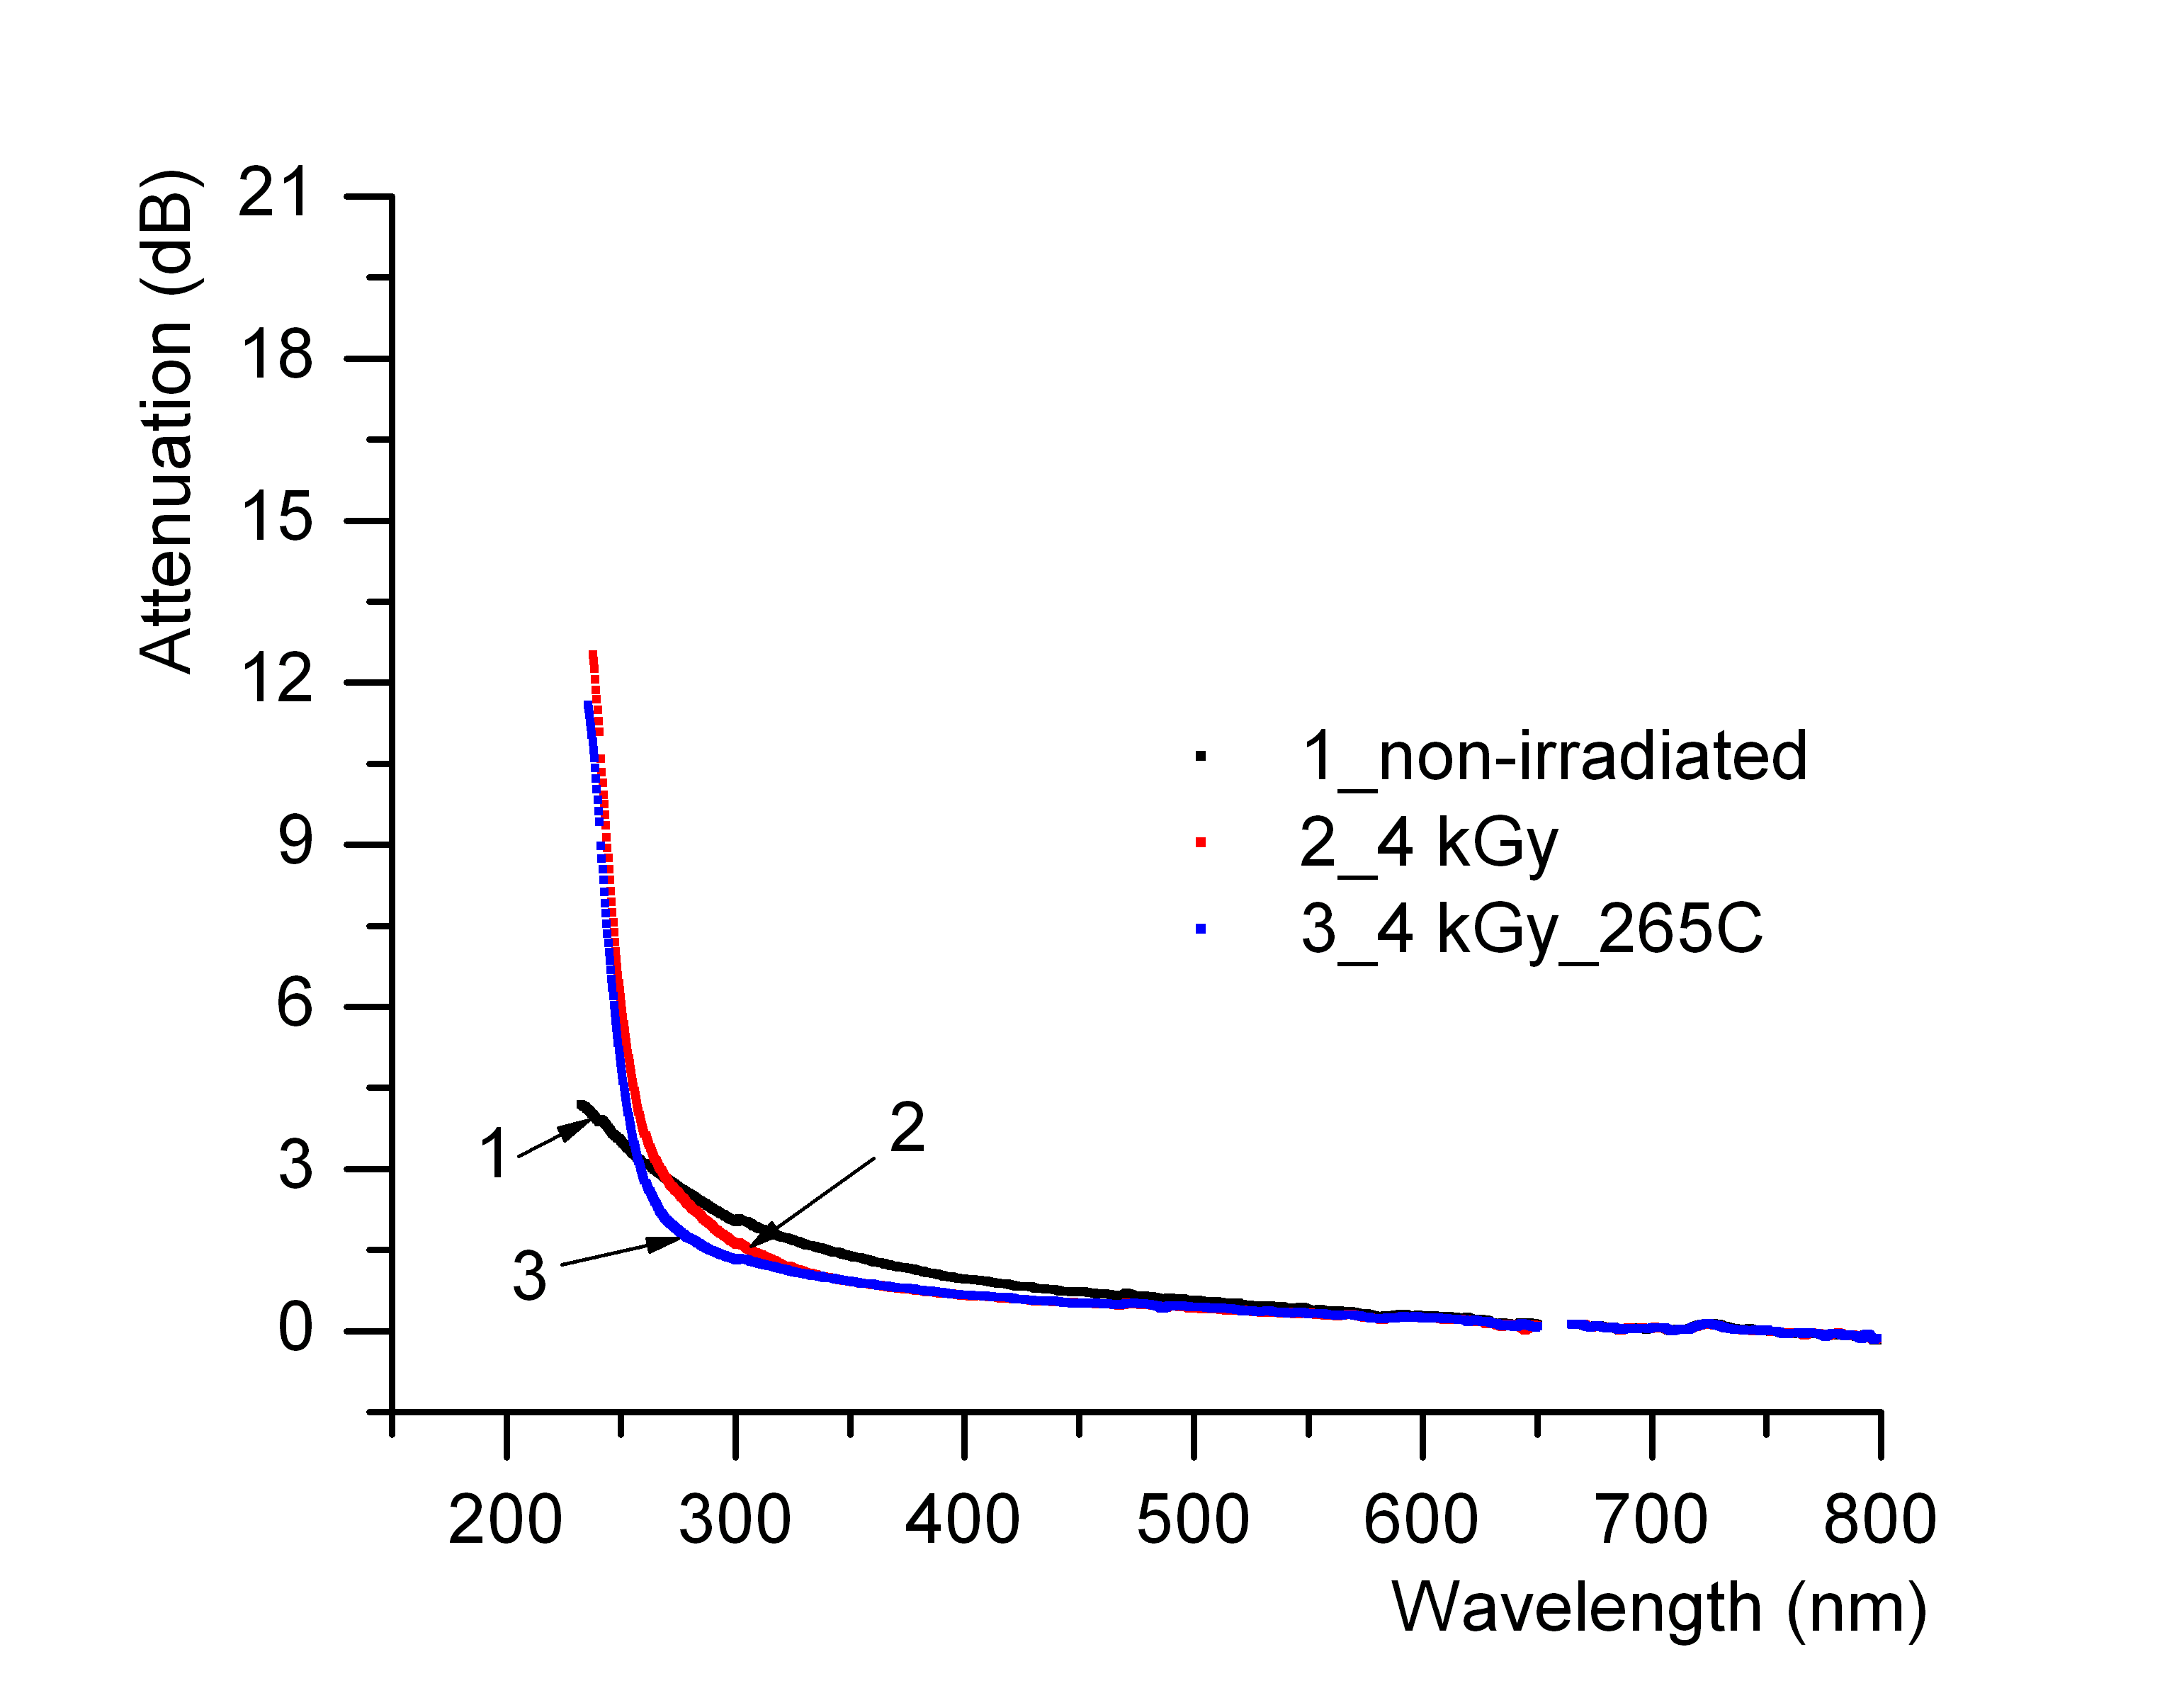 Attenuation (dB)
21
18
15
12
9
6
3
0
1_non-irradiated
2_4 kGy
3_4 kGy_265C
1
2
3
200 300 400 500 600 700 800
Wavelength (nm)